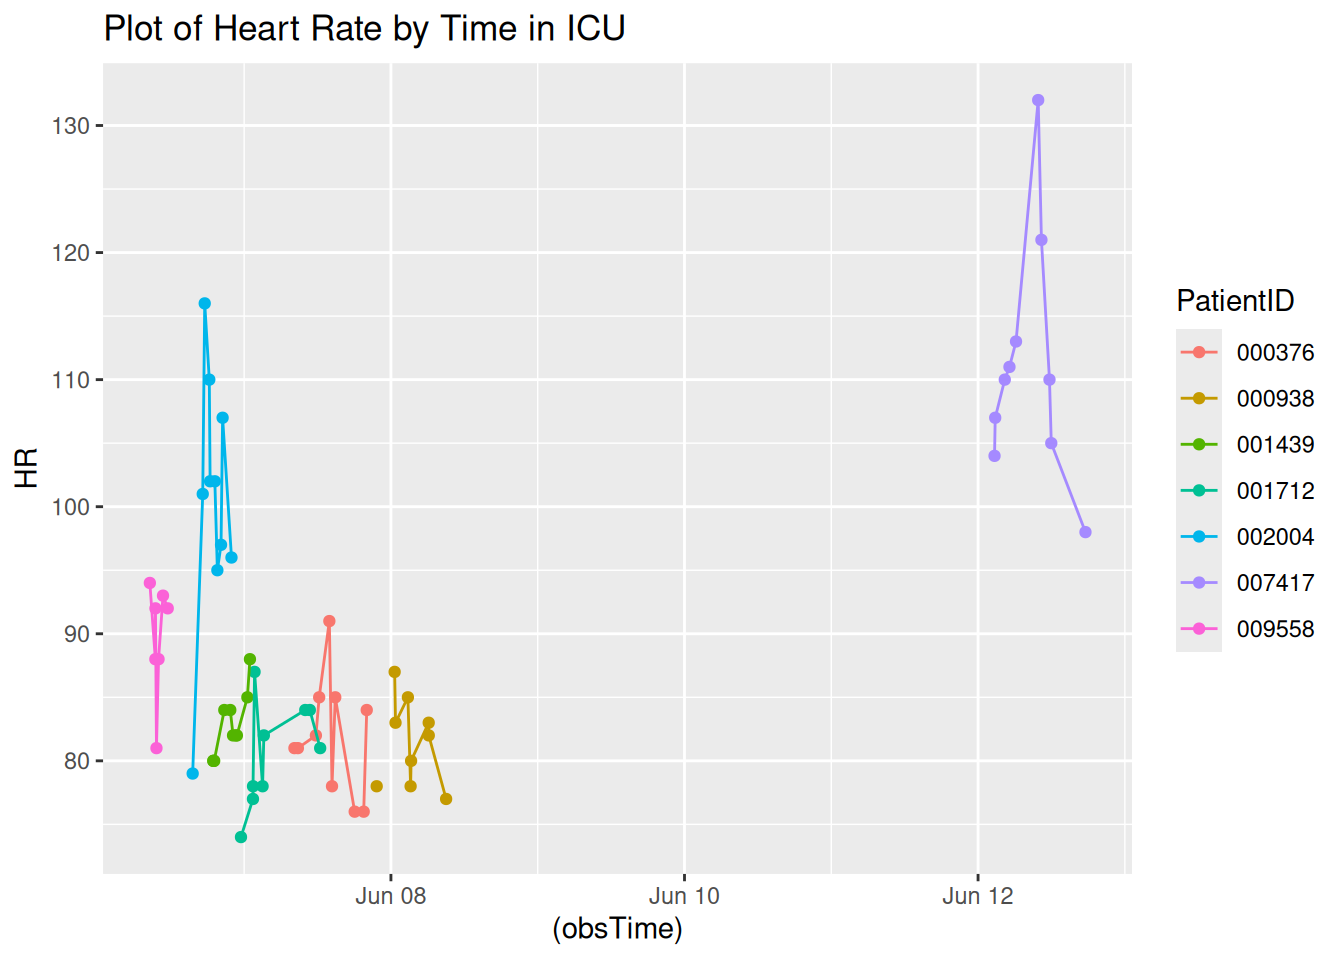 Plot of Heart Rate by Time in ICU
130
120
110
100
90
80
HR
Jun 08
Jun 10
Jun 12
(obsTime)
PatientID
000376
000938
001439
001712
002004
007417
009558